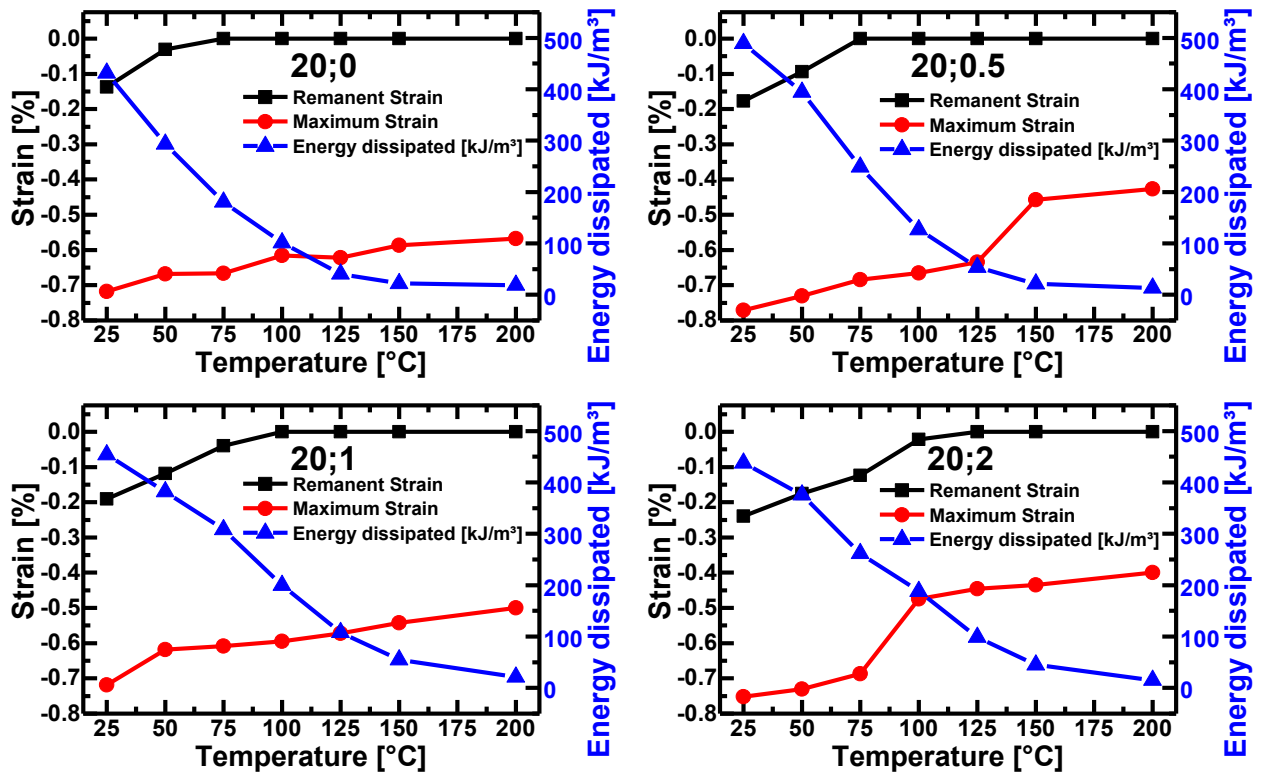 0.0
-0.1
-0.2
-0.3
-0.4
-0.5
-0.6
-0.7
-0.8
Strain [%]
20;0
Remanent Strain
Maximum Strain
Energy dissipated [kJ/m³]
500
400
300
200
100
0
Energy dissipated [kJ/m³]
25 50 75 100 125 150 175 200
Temperature [°C]
0.0
-0.1
-0.2
-0.3
-0.4
-0.5
-0.6
-0.7
-0.8
Strain [%]
20;0.5
Remanent Strain
Maximum Strain
Energy dissipated [kJ/m³]
500
400
300
200
100
0
Energy dissipated [kJ/m³]
25 50 75 100 125 150 175 200
Temperature [°C]
0.0
-0.1
-0.2
-0.3
-0.4
-0.5
-0.6
-0.7
-0.8
Strain [%]
20;1
Remanent Strain
Maximum Strain
Energy dissipated [kJ/m³]
500
400
300
200
100
0
Energy dissipated [kJ/m³]
25 50 75 100 125 150 175 200
Temperature [°C]
0.0
-0.1
-0.2
-0.3
-0.4
-0.5
-0.6
-0.7
-0.8
Strain [%]
20;2
Remanent Strain
Maximum Strain
Energy dissipated [kJ/m³]
500
400
300
200
100
0
Energy dissipated [kJ/m³]
25 50 75 100 125 150 175 200
Temperature [°C]